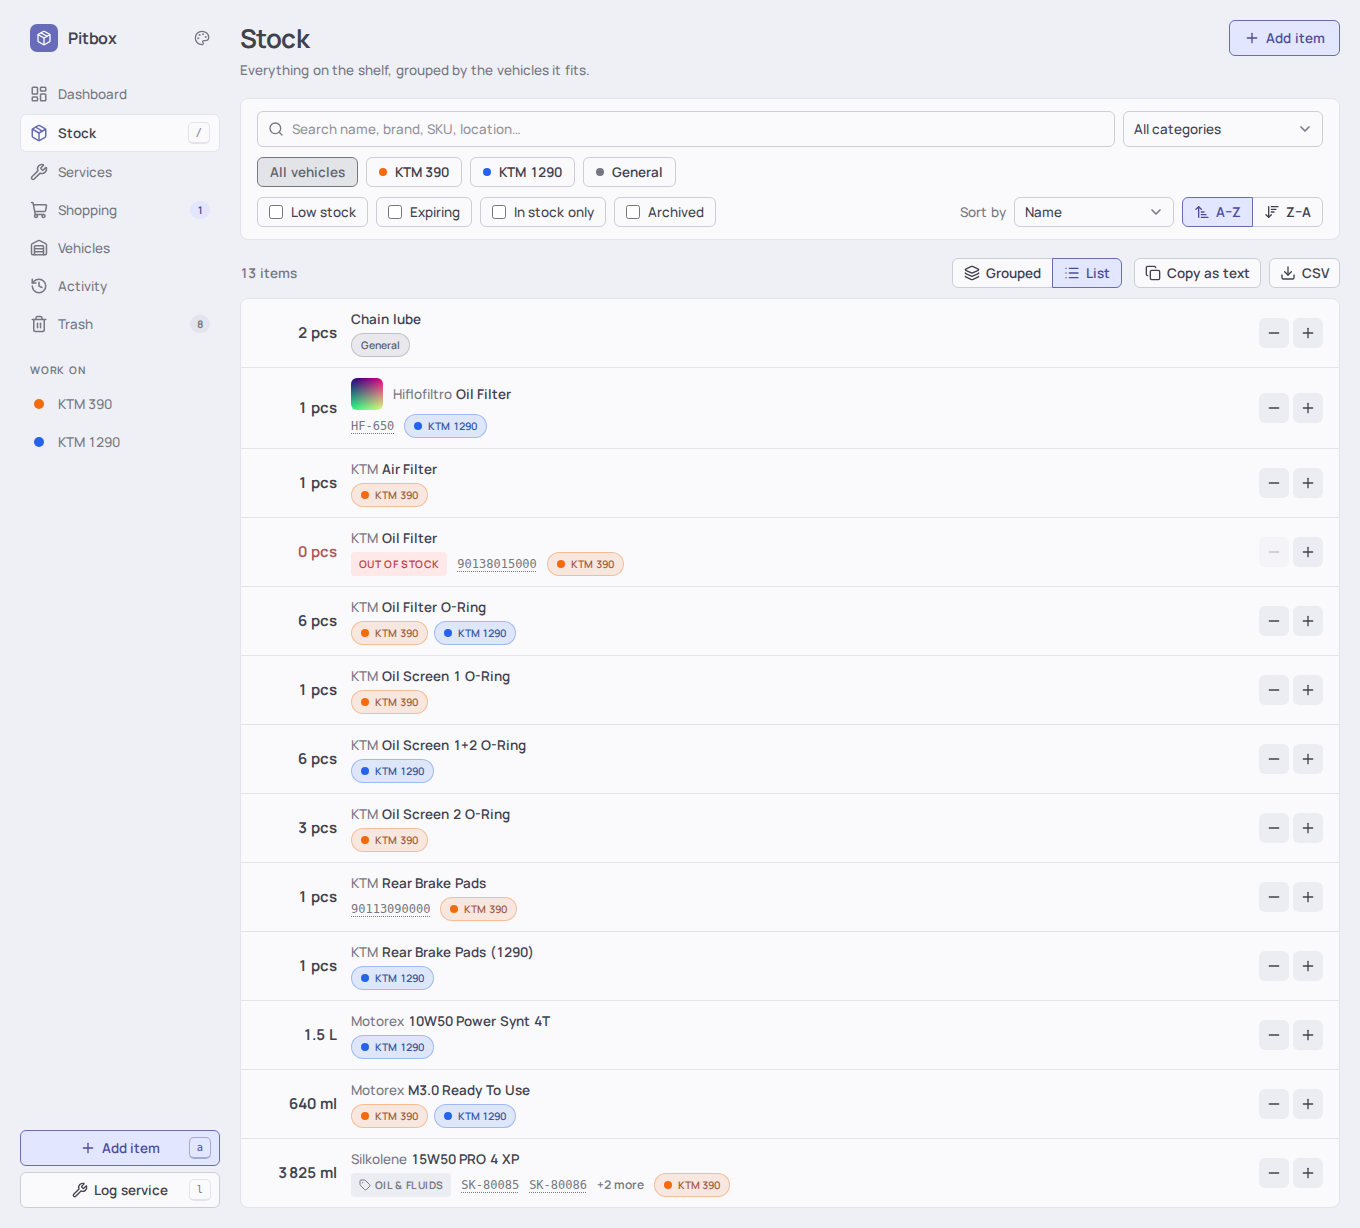 Pitbox
Dashboard
Stock /
Services
Shopping 1
Vehicles
Activity
Trash 8
WORK ON
KTM 390
KTM 1290
Add item a
Log service l
Stock
Add item
Everything on the shelf, grouped by the vehicles it fits.
Search name, brand, SKU, location...
All categories
All vehicles KTM 390 KTM 1290 General
Low stock Expiring In stock only Archived
Sort by Name A-Z Z-A
13 items
Grouped List Copy as text CSV
2 pcs Chain lube
General
1 pcs Hiflofiltro Oil Filter
HF-650 KTM 1290
1 pcs KTM Air Filter
KTM 390
0 pcs KTM Oil Filter
OUT OF STOCK 90138015000 KTM 390
6 pcs KTM Oil Filter O-Ring
KTM 390 KTM 1290
1 pcs KTM Oil Screen 1 O-Ring
KTM 390
6 pcs KTM Oil Screen 1+2 O-Ring
KTM 1290
3 pcs KTM Oil Screen 2 O-Ring
KTM 390
1 pcs KTM Rear Brake Pads
90113090000 KTM 390
1 pcs KTM Rear Brake Pads (1290)
KTM 1290
1.5 L Motorex 10W50 Power Synt 4T
KTM 1290
640 ml Motorex M3.0 Ready To Use
KTM 390 KTM 1290
3 825 ml Silkolene 15W50 PRO 4 XP
OIL & FLUIDS SK-80085 SK-80086 +2 more KTM 390